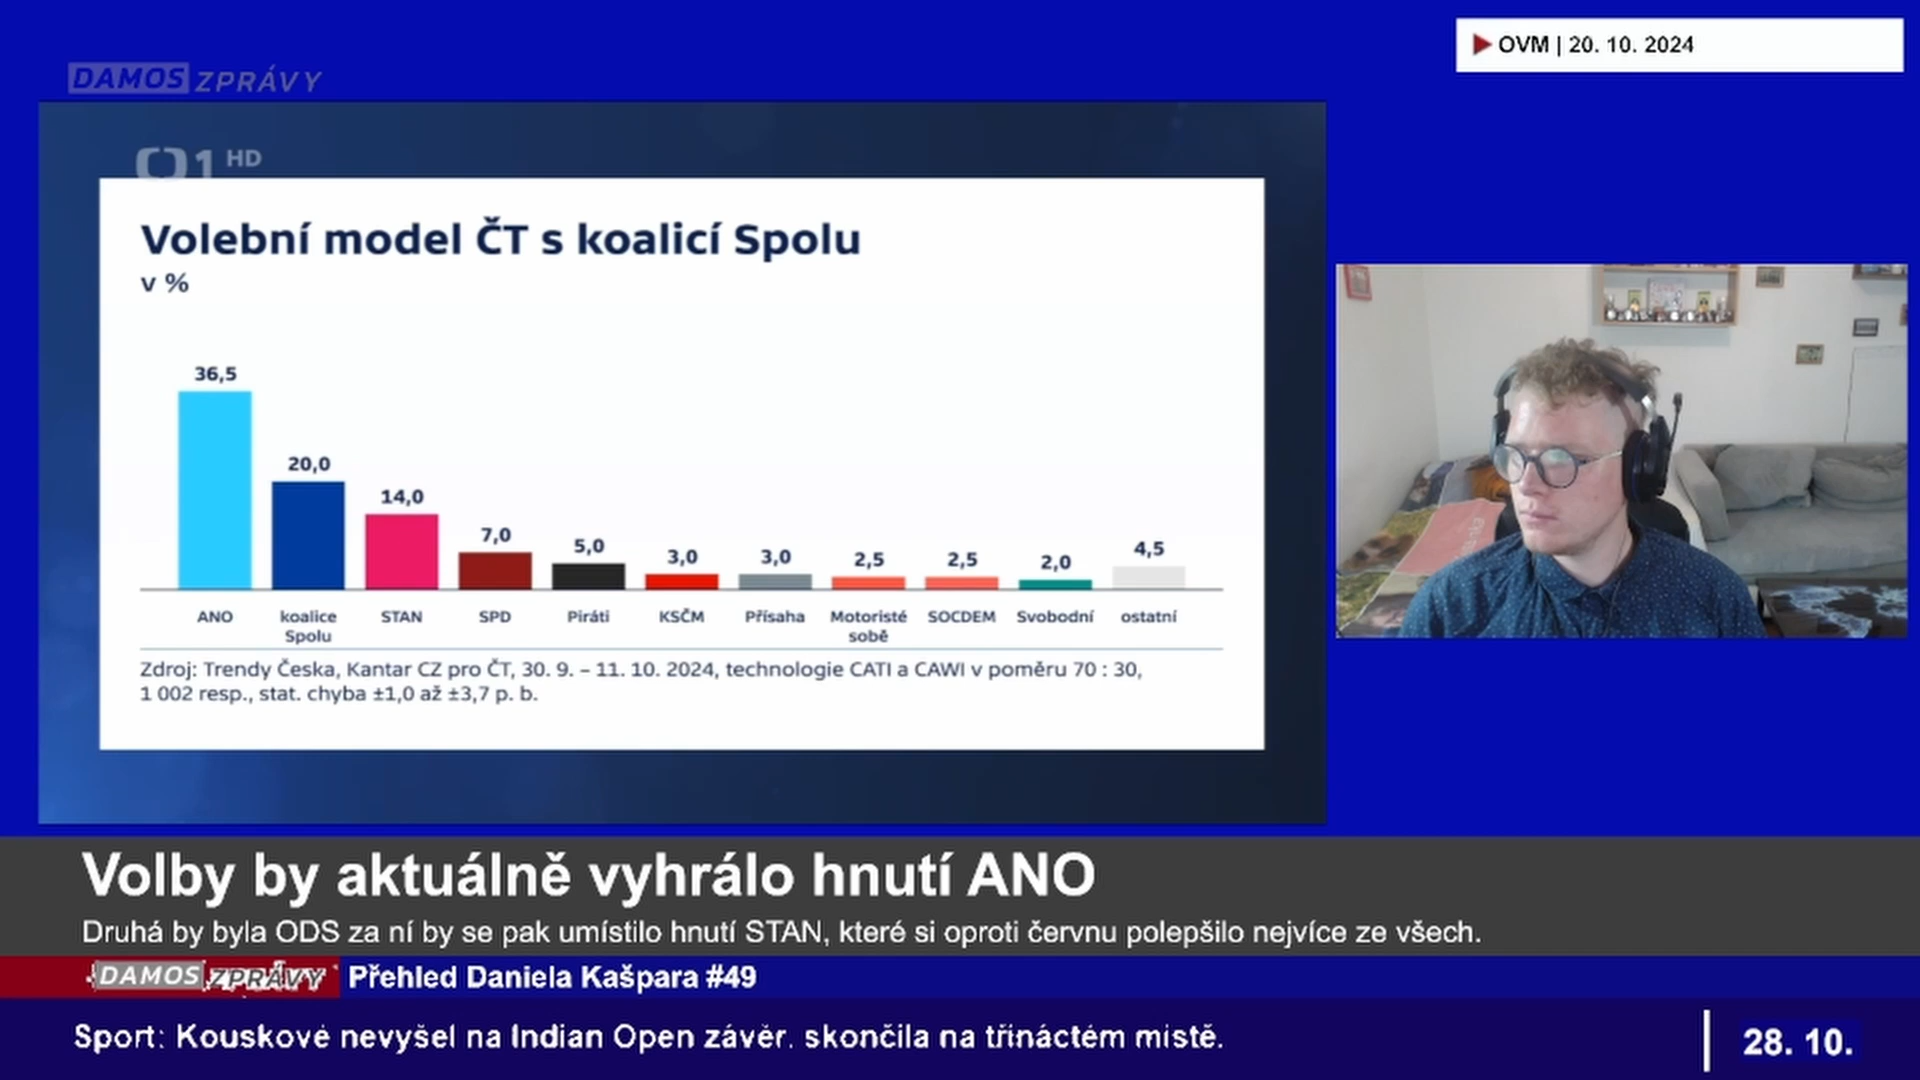 OVM | 20. 10. 2024
DAMOS ZPRÁVY
1 HD
Volební model ČT s koalicí Spolu
v %
36,5
20,0
14,0
7,0
5,0
3,0
3,0
2,5
2,5
2,0
4,5
ANO
koalice Spolu
STAN
SPD
Piráti
KSČM
Přísaha
Motoristé sobě
SOCDEM
Svobodní
ostatní
Zdroj: Trendy Česka, Kantar CZ pro ČT, 30. 9. – 11. 10. 2024, technologie CATI a CAWI v poměru 70 : 30,
1 002 resp., stat. chyba ±1,0 až ±3,7 p. b.
Volby by aktuálně vyhrálo hnutí ANO
Druhá by byla ODS za ní by se pak umístilo hnutí STAN, které si oproti červnu polepšilo nejvíce ze všech.
DAMOS ZPRÁVY Přehled Daniela Kašpara #49
Sport: Kouskové nevyšel na Indian Open závěr. skončila na třináctém místě.
28. 10.